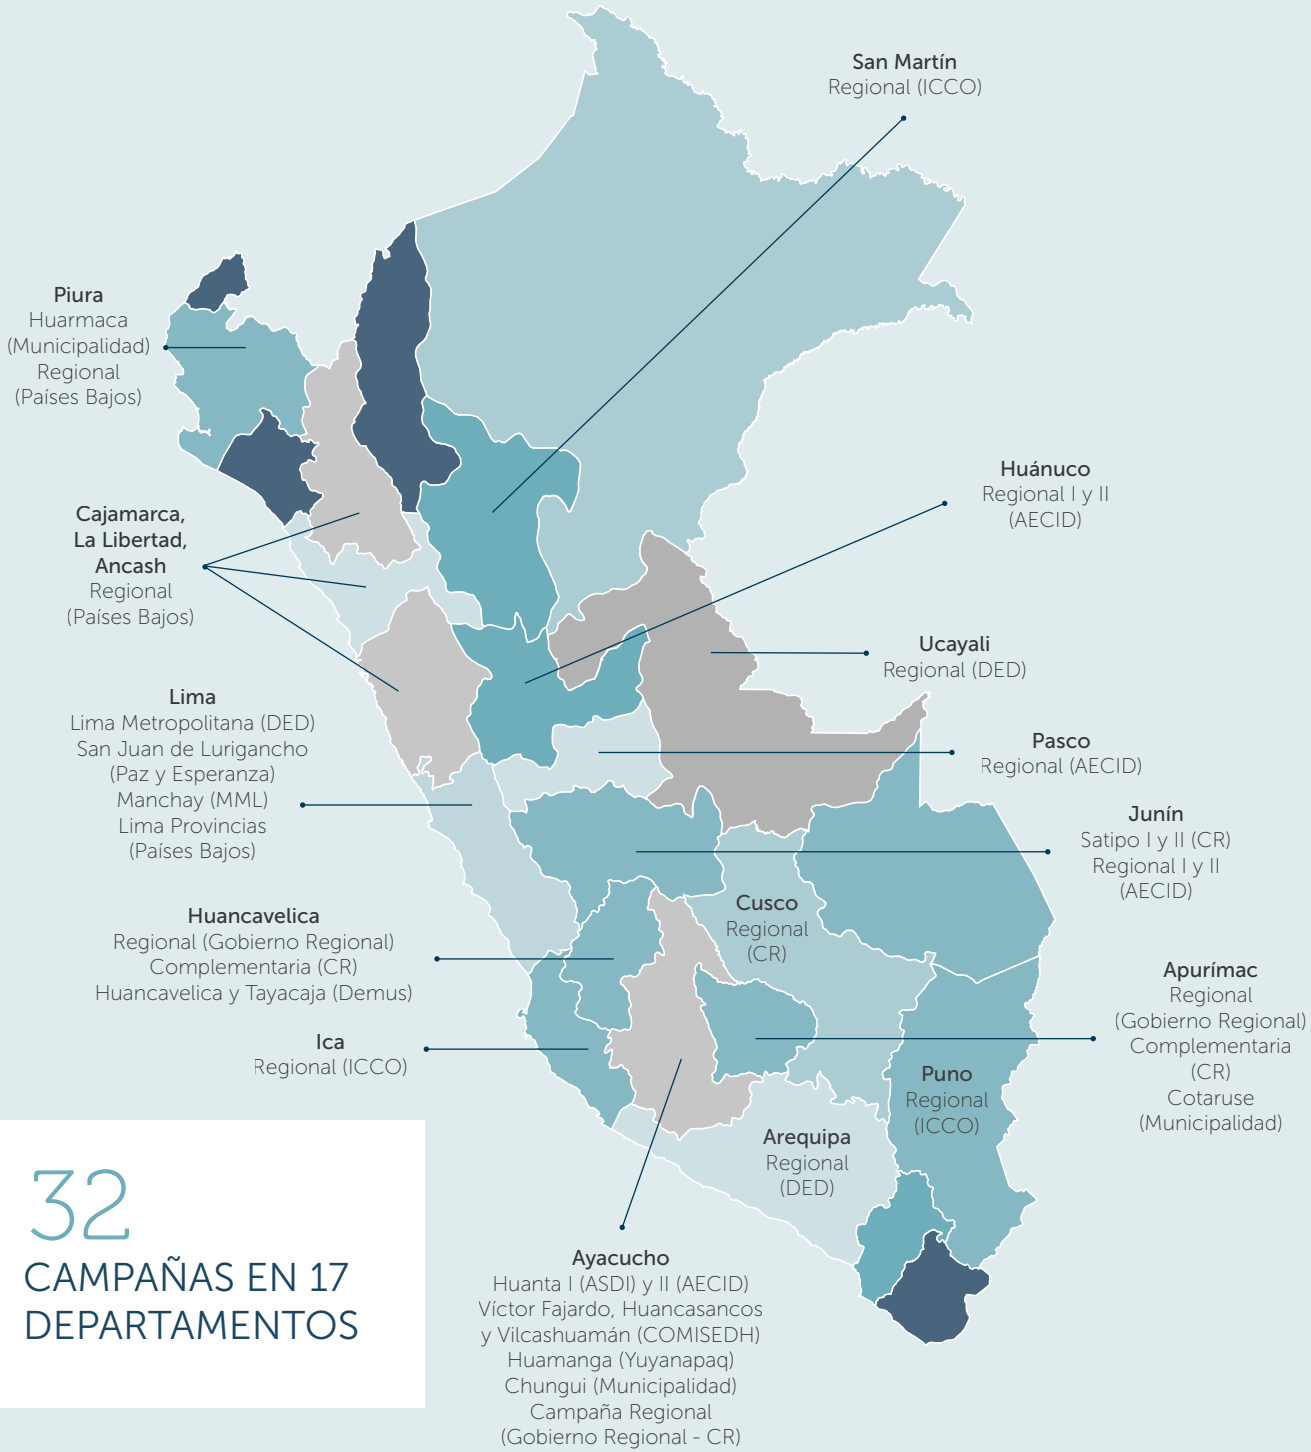 San Martín
Regional (ICCO)
Piura
Huarmaca
(Municipalidad)
Regional
(Países Bajos)
Huánuco
Regional I y II
(AECID)
Cajamarca,
La Libertad,
Ancash
Regional
(Países Bajos)
Ucayali
Regional (DED)
Lima
Lima Metropolitana (DED)
San Juan de Lurigancho
(Paz y Esperanza)
Manchay (MML)
Lima Provincias
(Países Bajos)
Pasco
Regional (AECID)
Junín
Satipo I y II (CR)
Regional I y II
(AECID)
Cusco
Regional
(CR)
Huancavelica
Regional (Gobierno Regional)
Complementaria (CR)
Huancavelica y Tayacaja (Demus)
Apurímac
Regional
(Gobierno Regional)
Complementaria
(CR)
Cotaruse
(Municipalidad)
Ica
Regional (ICCO)
Puno
Regional
(ICCO)
Arequipa
Regional
(DED)
32
CAMPAÑAS EN 17
DEPARTAMENTOS
Ayacucho
Huanta I (ASDI) y II (AECID)
Víctor Fajardo, Huancasancos
y Vilcashuamán (COMISEDH)
Huamanga (Yuyanapaq)
Chungui (Municipalidad)
Campaña Regional
(Gobierno Regional - CR)